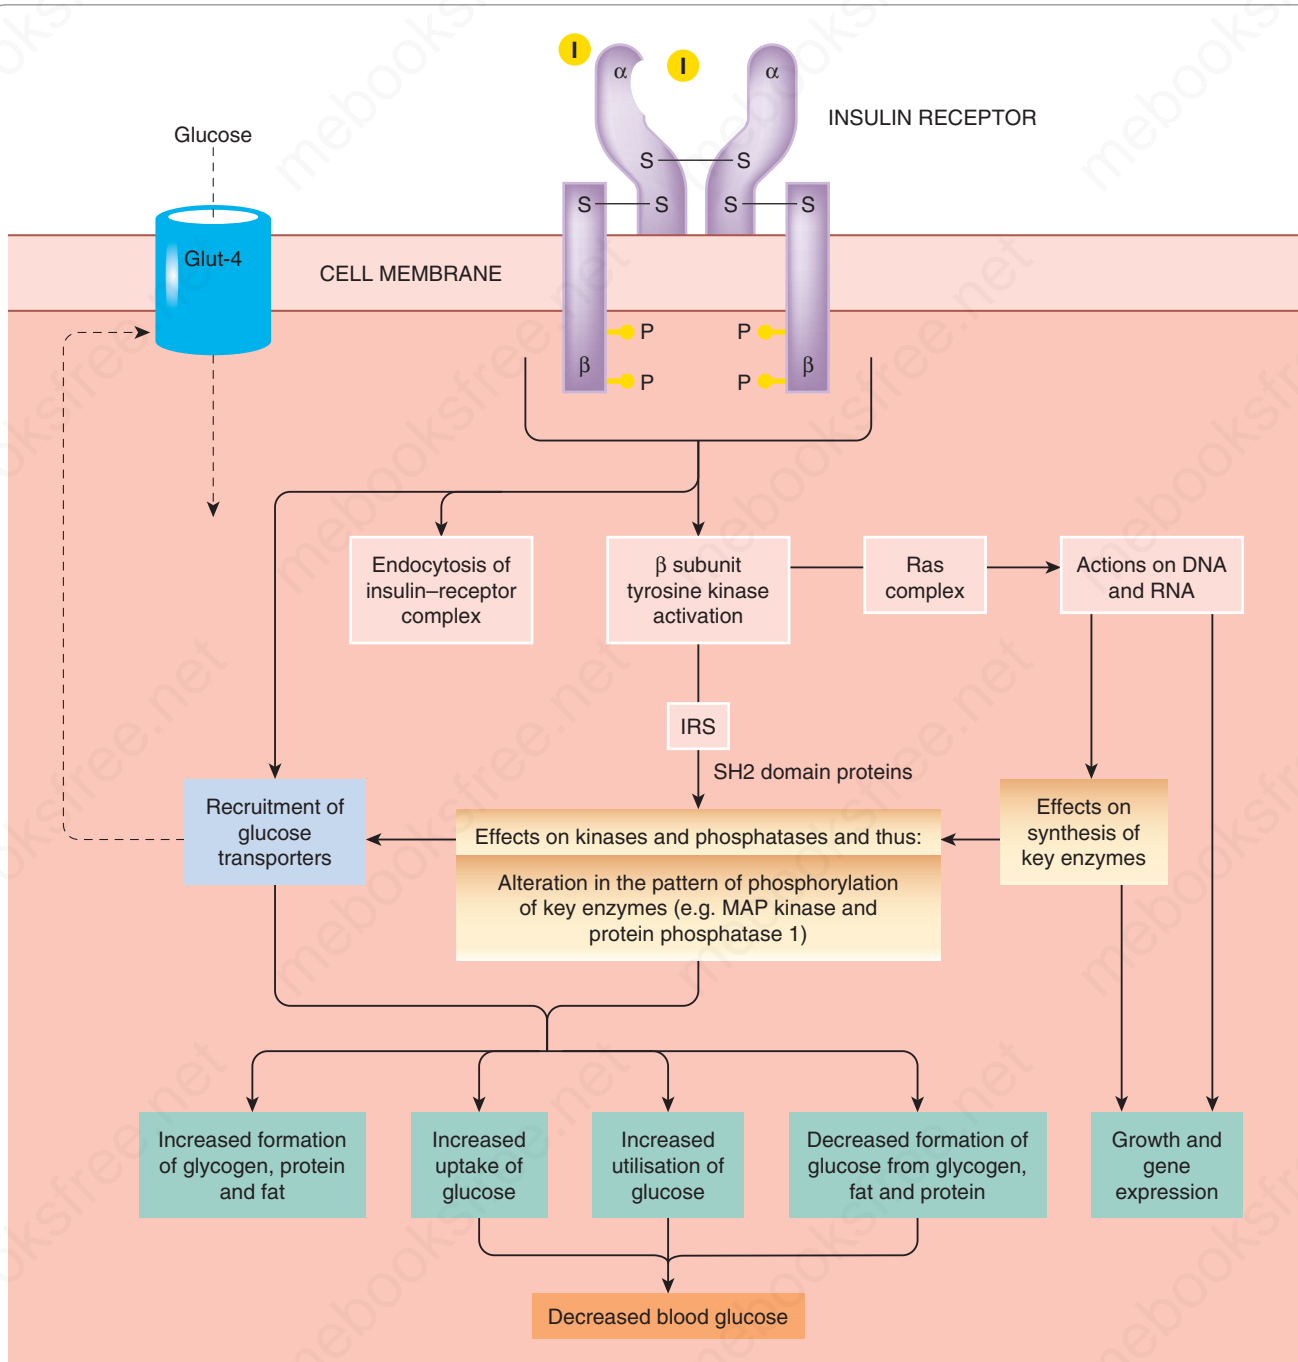 I
I
α
α
INSULIN RECEPTOR
Glucose
S
S
S
S
S
S
Glut-4
CELL MEMBRANE
P
P
β
β
P
P
Endocytosis of
insulin–receptor
complex
β subunit
tyrosine kinase
activation
Ras
complex
Actions on DNA
and RNA
IRS
SH2 domain proteins
Recruitment of
glucose
transporters
Effects on kinases and phosphatases and thus:
Alteration in the pattern of phosphorylation
of key enzymes (e.g. MAP kinase and
protein phosphatase 1)
Effects on
synthesis of
key enzymes
Increased formation
of glycogen, protein
and fat
Increased
uptake of
glucose
Increased
utilisation of
glucose
Decreased formation of
glucose from glycogen,
fat and protein
Growth and
gene
expression
Decreased blood glucose
mebooksfree.net